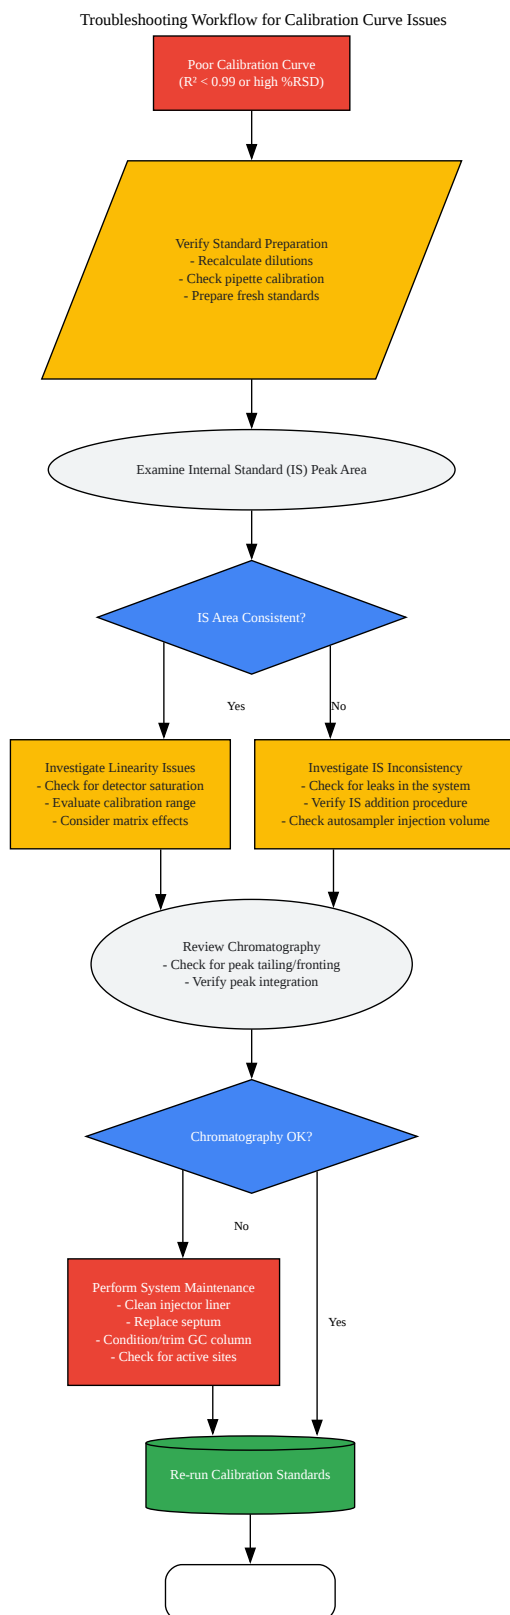 Troubleshooting Workflow for Calibration Curve Issues
Poor Calibration Curve
(R² < 0.99 or high %RSD)
Verify Standard Preparation
- Recalculate dilutions
- Check pipette calibration
- Prepare fresh standards
Examine Internal Standard (IS) Peak Area
IS Area Consistent?
Yes
No
Investigate Linearity Issues
- Check for detector saturation
- Evaluate calibration range
- Consider matrix effects
Investigate IS Inconsistency
- Check for leaks in the system
- Verify IS addition procedure
- Check autosampler injection volume
Review Chromatography
- Check for peak tailing/fronting
- Verify peak integration
Chromatography OK?
No
Perform System Maintenance
- Clean injector liner
- Replace septum
- Condition/trim GC column
- Check for active sites
Yes
Re-run Calibration Standards